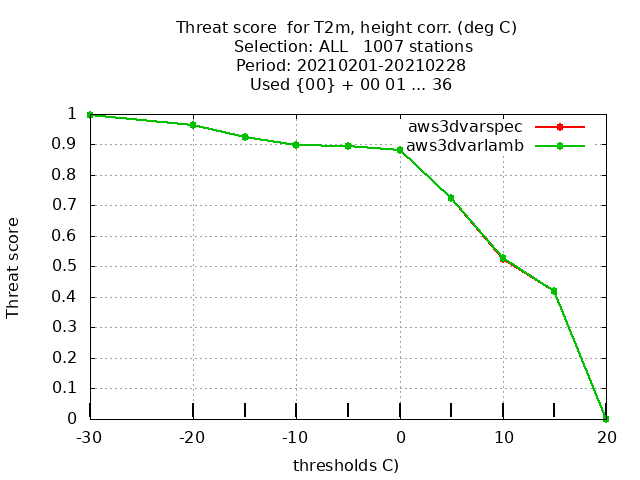 Threat score  for T2m, height corr. (deg C)
Selection: ALL   1007 stations
Period: 20210201-20210228
Used {00} + 00 01 ... 36
aws3dvarspec
aws3dvarlamb
Threat score
1
0.9
0.8
0.7
0.6
0.5
0.4
0.3
0.2
0.1
0
-30 -20 -10 0 10 20
thresholds C)